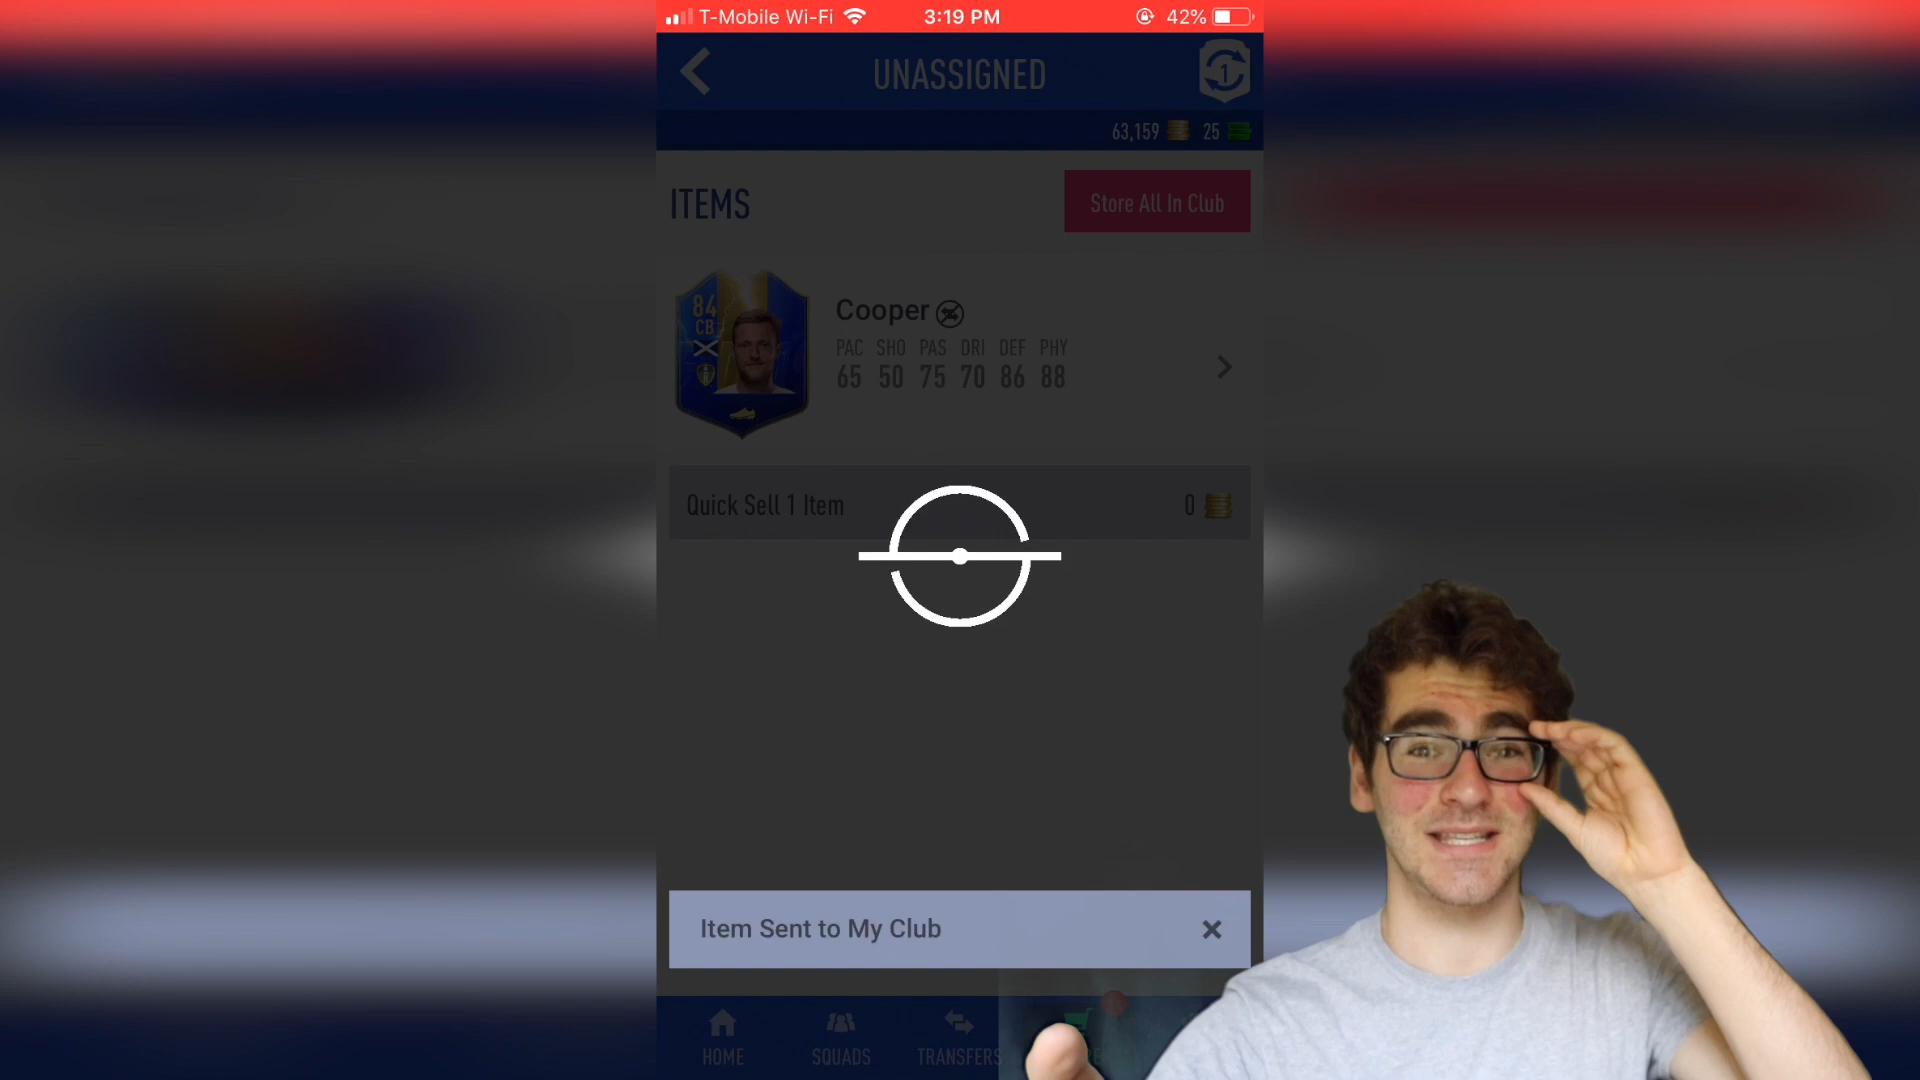 T-Mobile Wi-Fi 3:19 PM 42%
UNASSIGNED
1
63,159 25
ITEMS
Store All In Club
84
CB
Cooper
PAC SHO PAS DRI DEF PHY
65 50 75 70 86 88
Quick Sell 1 Item 0
Item Sent to My Club
HOME SQUADS TRANSFERS